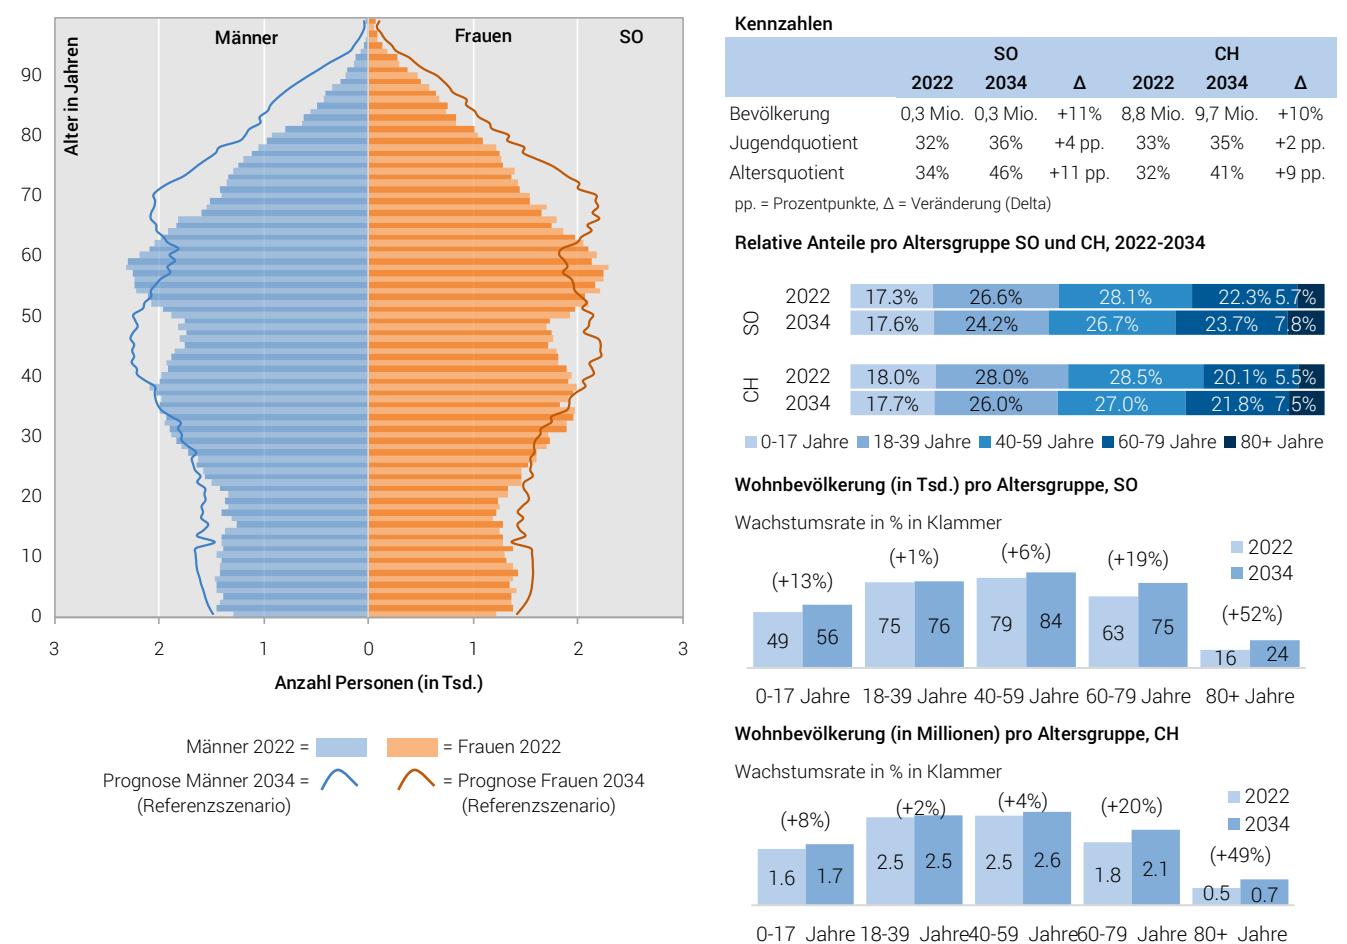 Männer
Frauen
SO
Alter in Jahren
90
80
70
60
50
40
30
20
10
0
3 2 1 0 1 2 3
Anzahl Personen (in Tsd.)
Männer 2022 =
= Frauen 2022
Prognose Männer 2034 =
(Referenzszenario)
= Prognose Frauen 2034
(Referenzszenario)
Kennzahlen
SO CH
2022 2034 Δ 2022 2034 Δ
Bevölkerung 0,3 Mio. 0,3 Mio. +11% 8,8 Mio. 9,7 Mio. +10%
Jugendquotient 32% 36% +4 pp. 33% 35% +2 pp.
Altersquotient 34% 46% +11 pp. 32% 41% +9 pp.
pp. = Prozentpunkte, Δ = Veränderung (Delta)
Relative Anteile pro Altersgruppe SO und CH, 2022-2034
SO
2022 17.3% 26.6% 28.1% 22.3% 5.7%
2034 17.6% 24.2% 26.7% 23.7% 7.8%
CH
2022 18.0% 28.0% 28.5% 20.1% 5.5%
2034 17.7% 26.0% 27.0% 21.8% 7.5%
0-17 Jahre 18-39 Jahre 40-59 Jahre 60-79 Jahre 80+ Jahre
Wohnbevölkerung (in Tsd.) pro Altersgruppe, SO
Wachstumsrate in % in Klammer
2022
2034
(+13%) (+1%) (+6%) (+19%) (+52%)
49 56 75 76 79 84 63 75 16 24
0-17 Jahre 18-39 Jahre 40-59 Jahre 60-79 Jahre 80+ Jahre
Wohnbevölkerung (in Millionen) pro Altersgruppe, CH
Wachstumsrate in % in Klammer
2022
2034
(+8%) (+2%) (+4%) (+20%) (+49%)
1.6 1.7 2.5 2.5 2.5 2.6 1.8 2.1 0.5 0.7
0-17 Jahre 18-39 Jahre 40-59 Jahre 60-79 Jahre 80+ Jahre